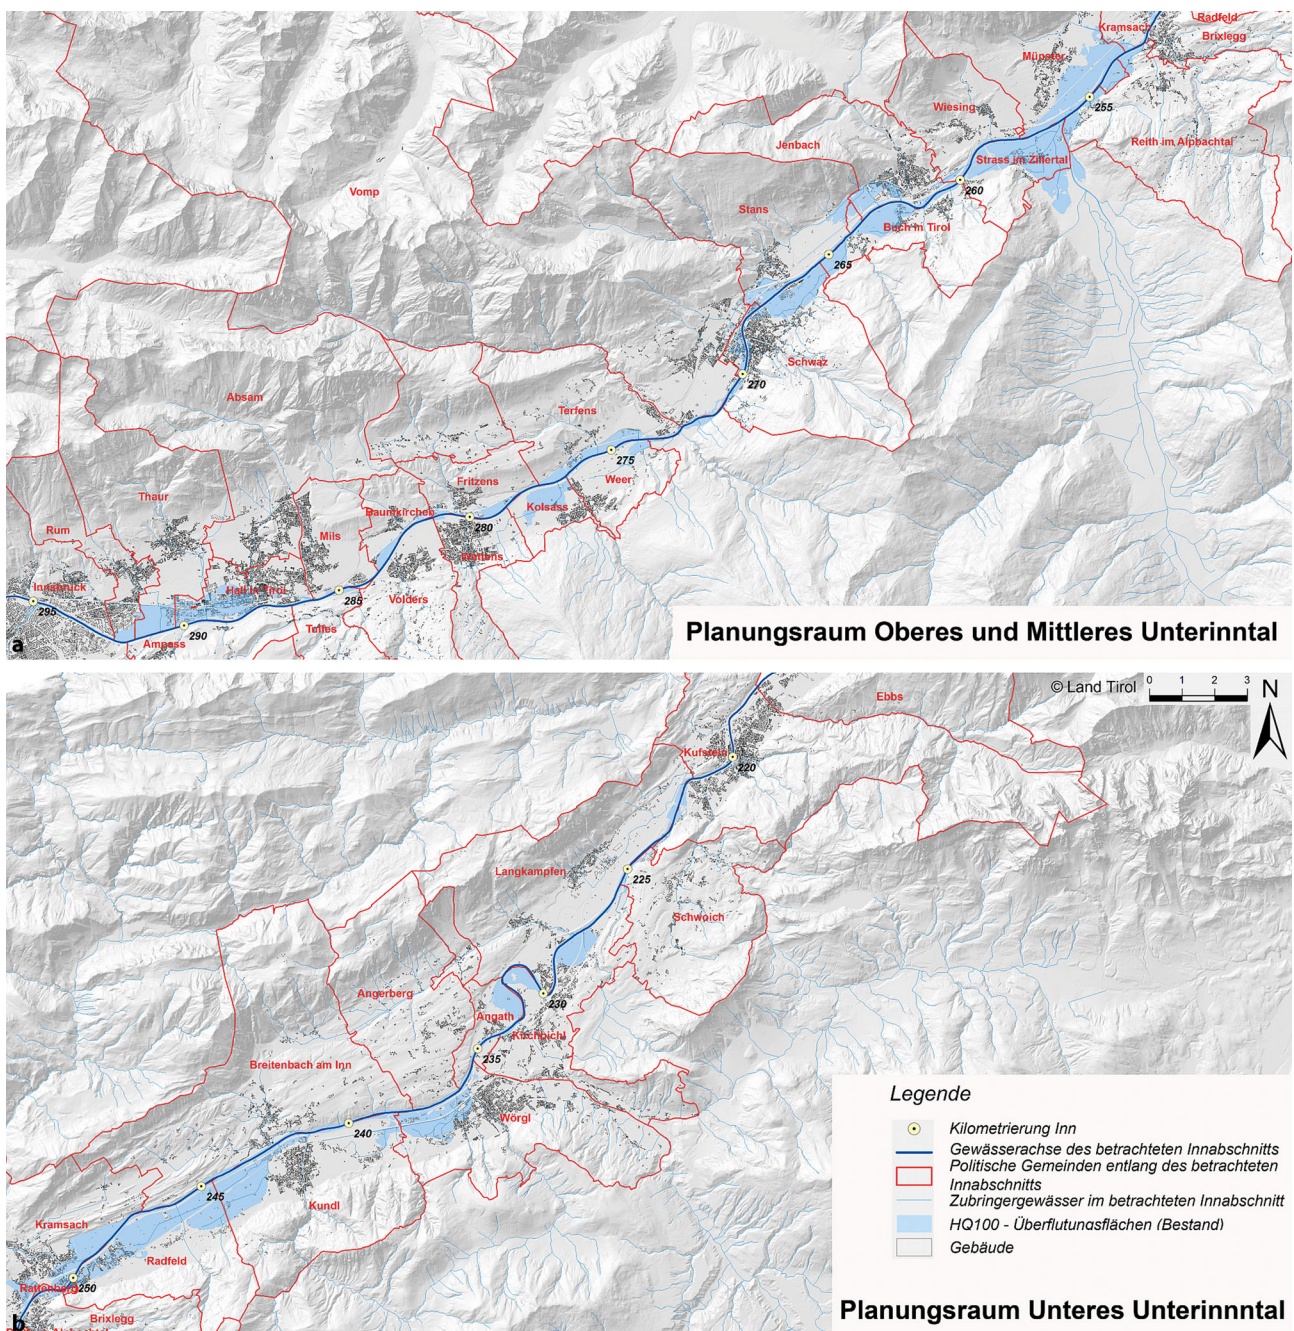 Radfeld
Kramsach
Brixlegg
Münster
255
Wiesing
Reith im Alpbachtal
Jenbach
Strass im Zillertal
260
Vomp
Stans
Buch in Tirol
265
Schwaz
270
Absam
Terfens
275
Weer
Fritzens
Thaur
Kolsass
Baumkirchen
280
Rum
Mils
Wattens
Innsbruck
Hall in Tirol
285
Volders
295
290
Tulfes
Ampass
a
Planungsraum Oberes und Mittleres Unterinntal
© Land Tirol
0 1 2 3
N
Ebbs
Kufstein
220
Langkampfen
225
Schwoich
Angerberg
230
Angath
Kirchbichl
235
Breitenbach am Inn
Wörgl
240
245
Kundl
Kramsach
Radfeld
Rattenberg
250
Brixlegg
b
Legende
Kilometrierung Inn
Gewässerachse des betrachteten Innabschnitts
Politische Gemeinden entlang des betrachteten
Innabschnitts
Zubringergewässer im betrachteten Innabschnitt
HQ100 - Überflutungsflächen (Bestand)
Gebäude
Planungsraum Unteres Unterinnntal